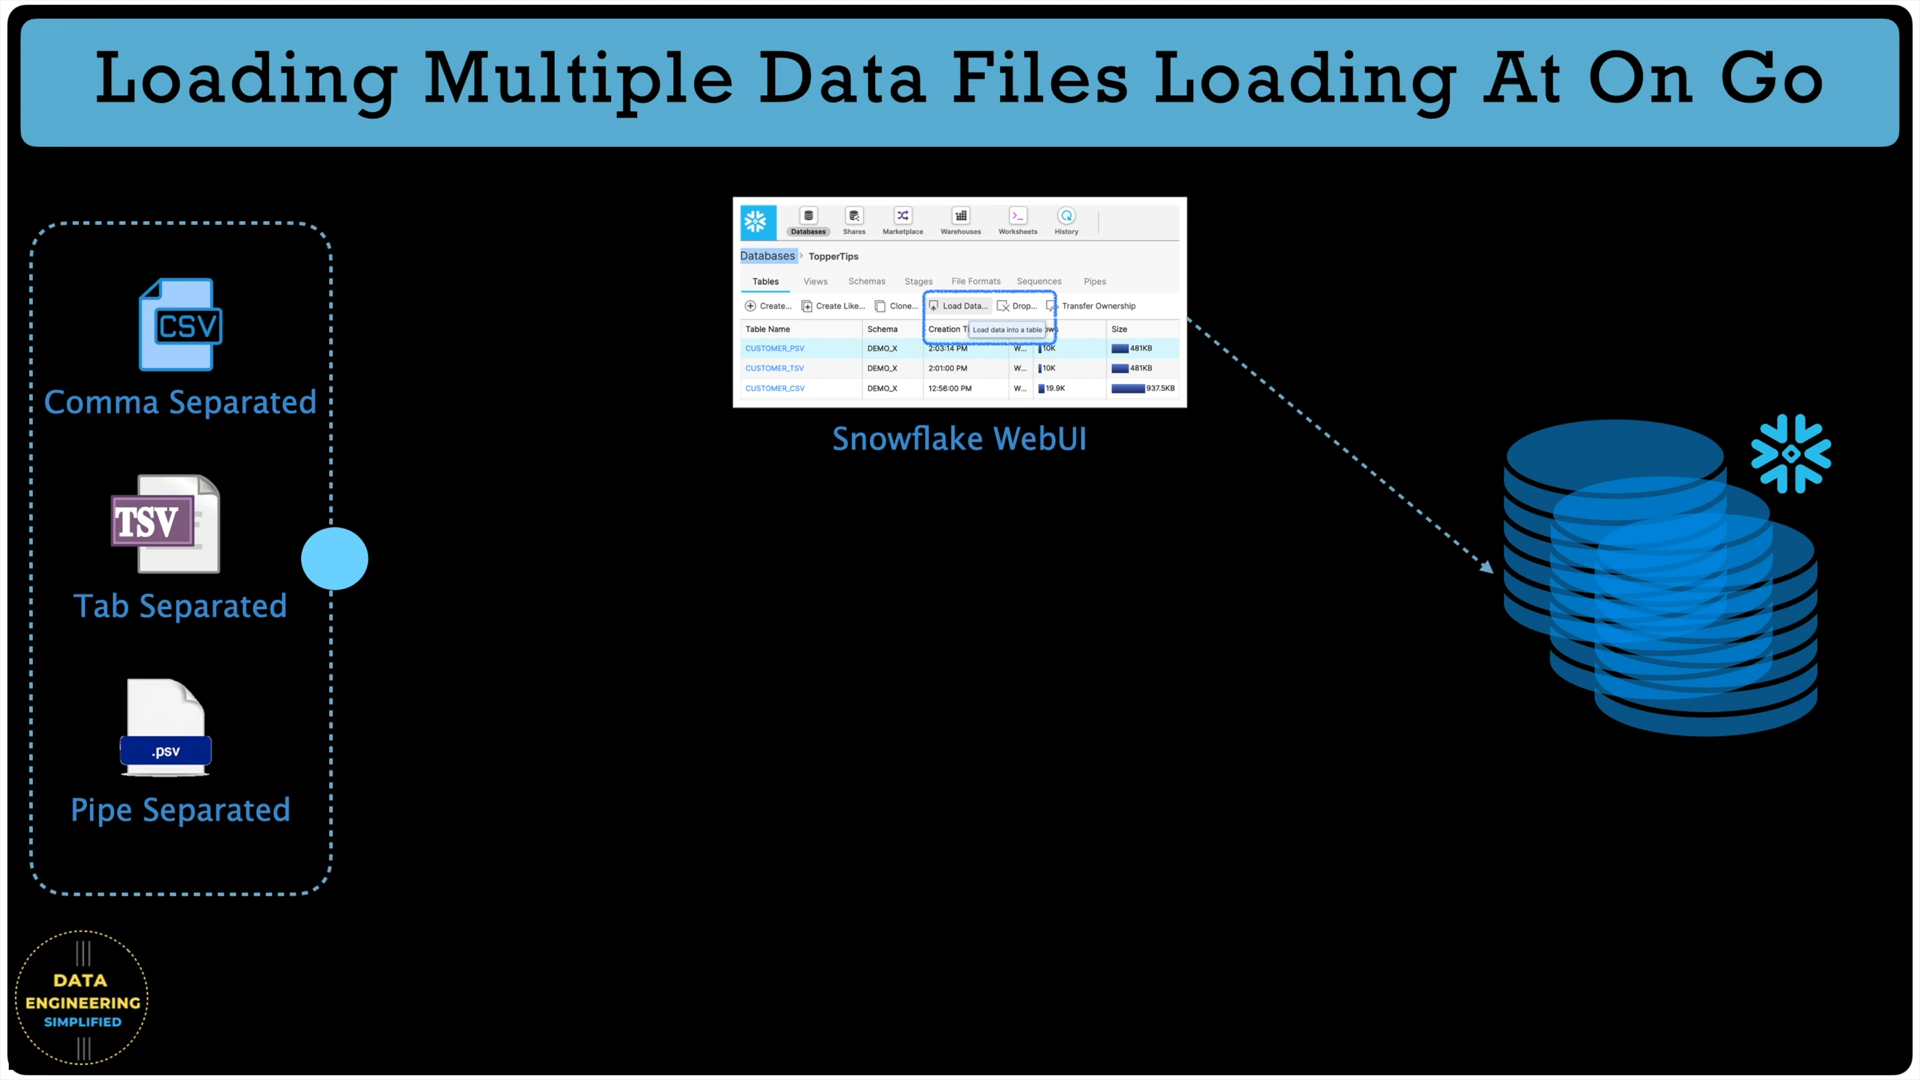 Loading Multiple Data Files Loading At On Go
CSV
Comma Separated
TSV
Tab Separated
.psv
Pipe Separated
Databases Shares Marketplace Warehouses Worksheets History
Databases > TopperTips
Tables Views Schemas Stages File Formats Sequences Pipes
Create... Create Like... Clone... Load Data... Drop... Transfer Ownership
Load data into a table
Table Name Schema Creation Ti ows Size
CUSTOMER_PSV DEMO_X 2:03:14 PM W... 10K 481KB
CUSTOMER_TSV DEMO_X 2:01:00 PM W... 10K 481KB
CUSTOMER_CSV DEMO_X 12:56:00 PM W... 19.9K 937.5KB
Snowflake WebUI
DATA
ENGINEERING
SIMPLIFIED